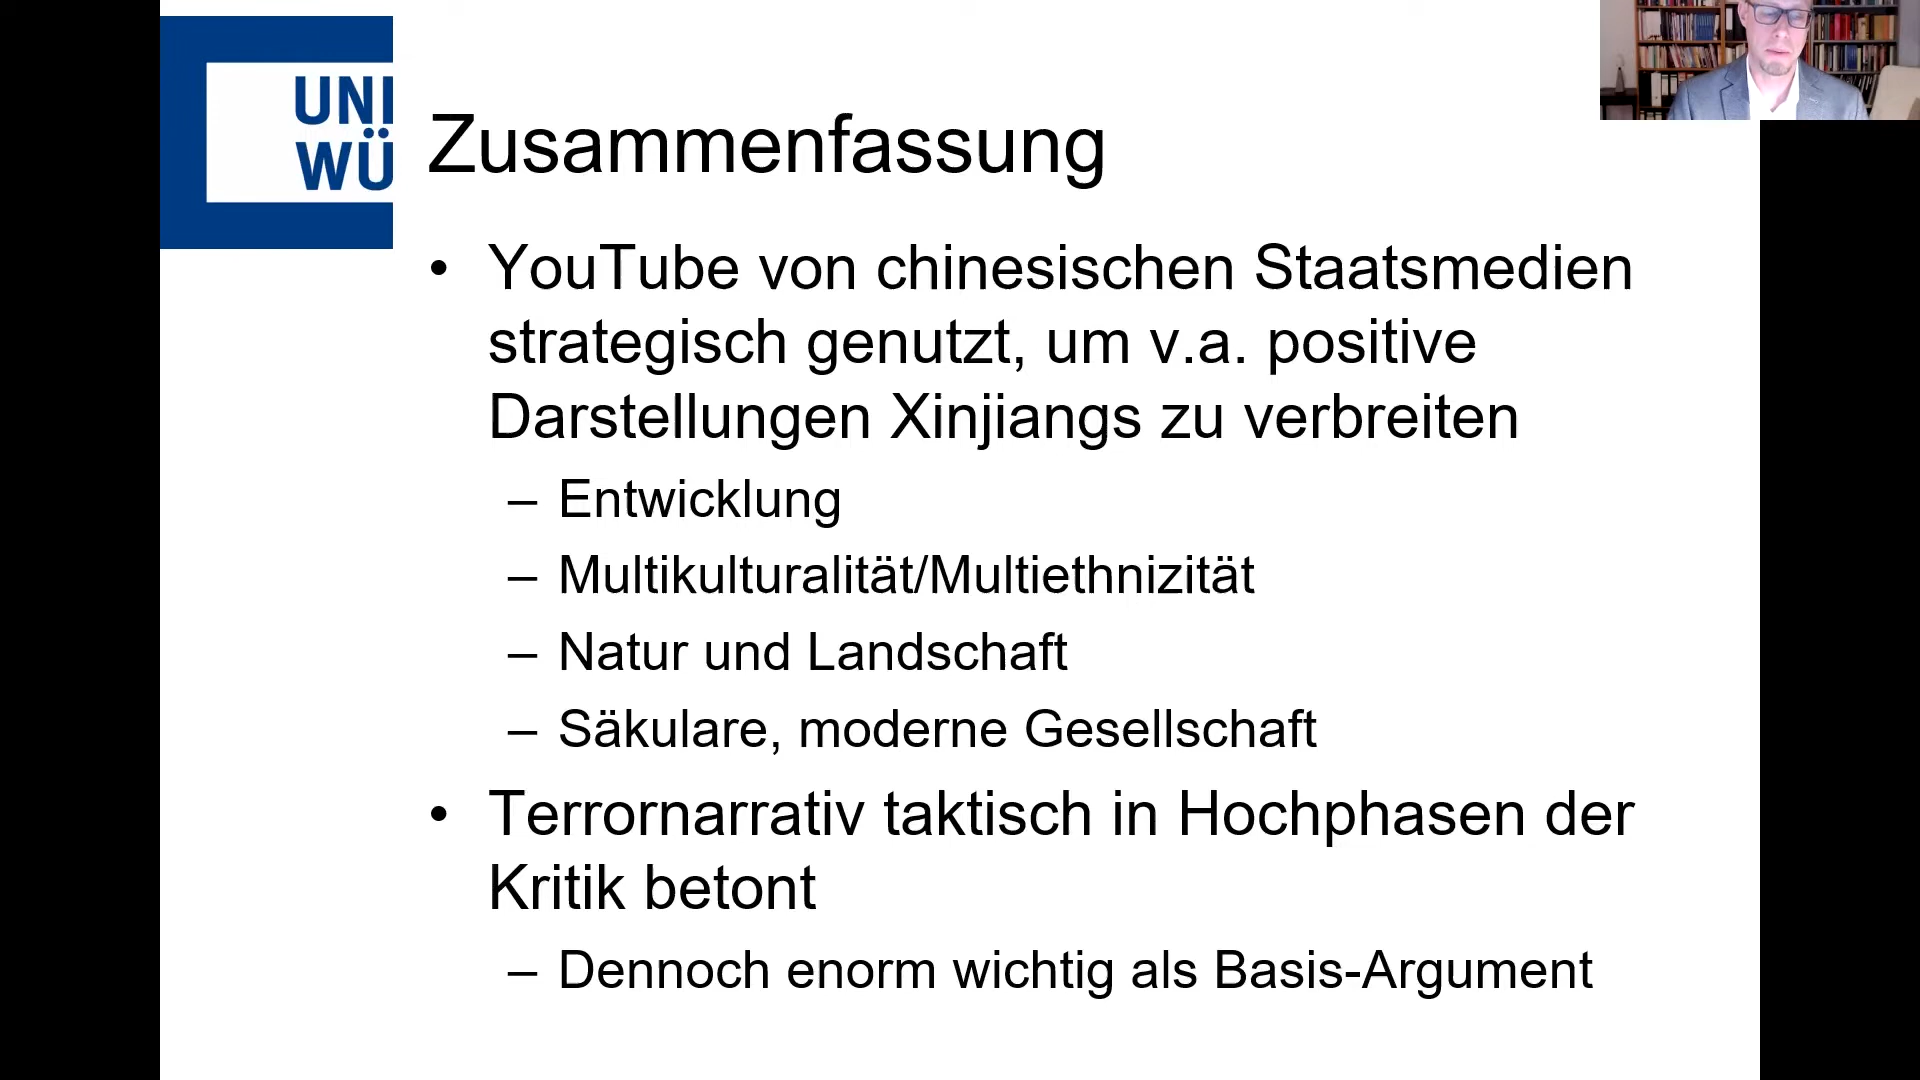 UNI
WÜ
Zusammenfassung
• YouTube von chinesischen Staatsmedien
strategisch genutzt, um v.a. positive
Darstellungen Xinjiangs zu verbreiten
– Entwicklung
– Multikulturalität/Multiethnizität
– Natur und Landschaft
– Säkulare, moderne Gesellschaft
• Terrornarrativ taktisch in Hochphasen der
Kritik betont
– Dennoch enorm wichtig als Basis-Argument